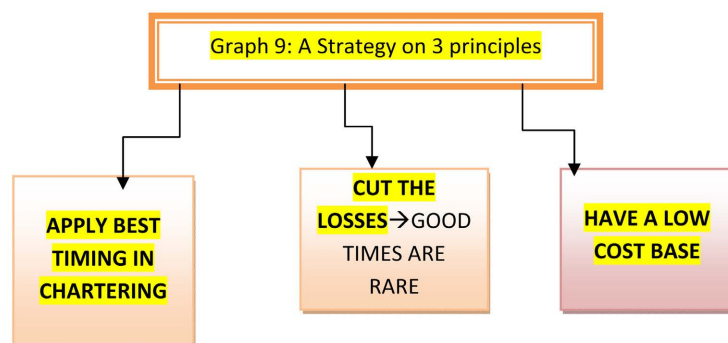 Graph 9: A Strategy on 3 principles
APPLY BEST
TIMING IN
CHARTERING
CUT THE
LOSSES→GOOD
TIMES ARE
RARE
HAVE A LOW
COST BASE